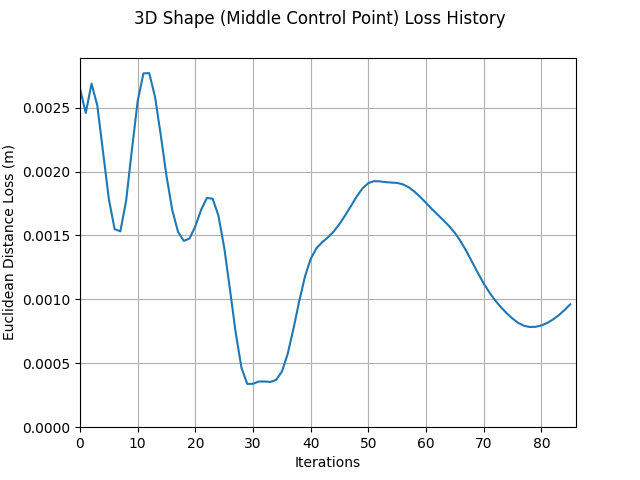 3D Shape (Middle Control Point) Loss History
Euclidean Distance Loss (m)
0.0025
0.0020
0.0015
0.0010
0.0005
0.0000
0 10 20 30 40 50 60 70 80
Iterations